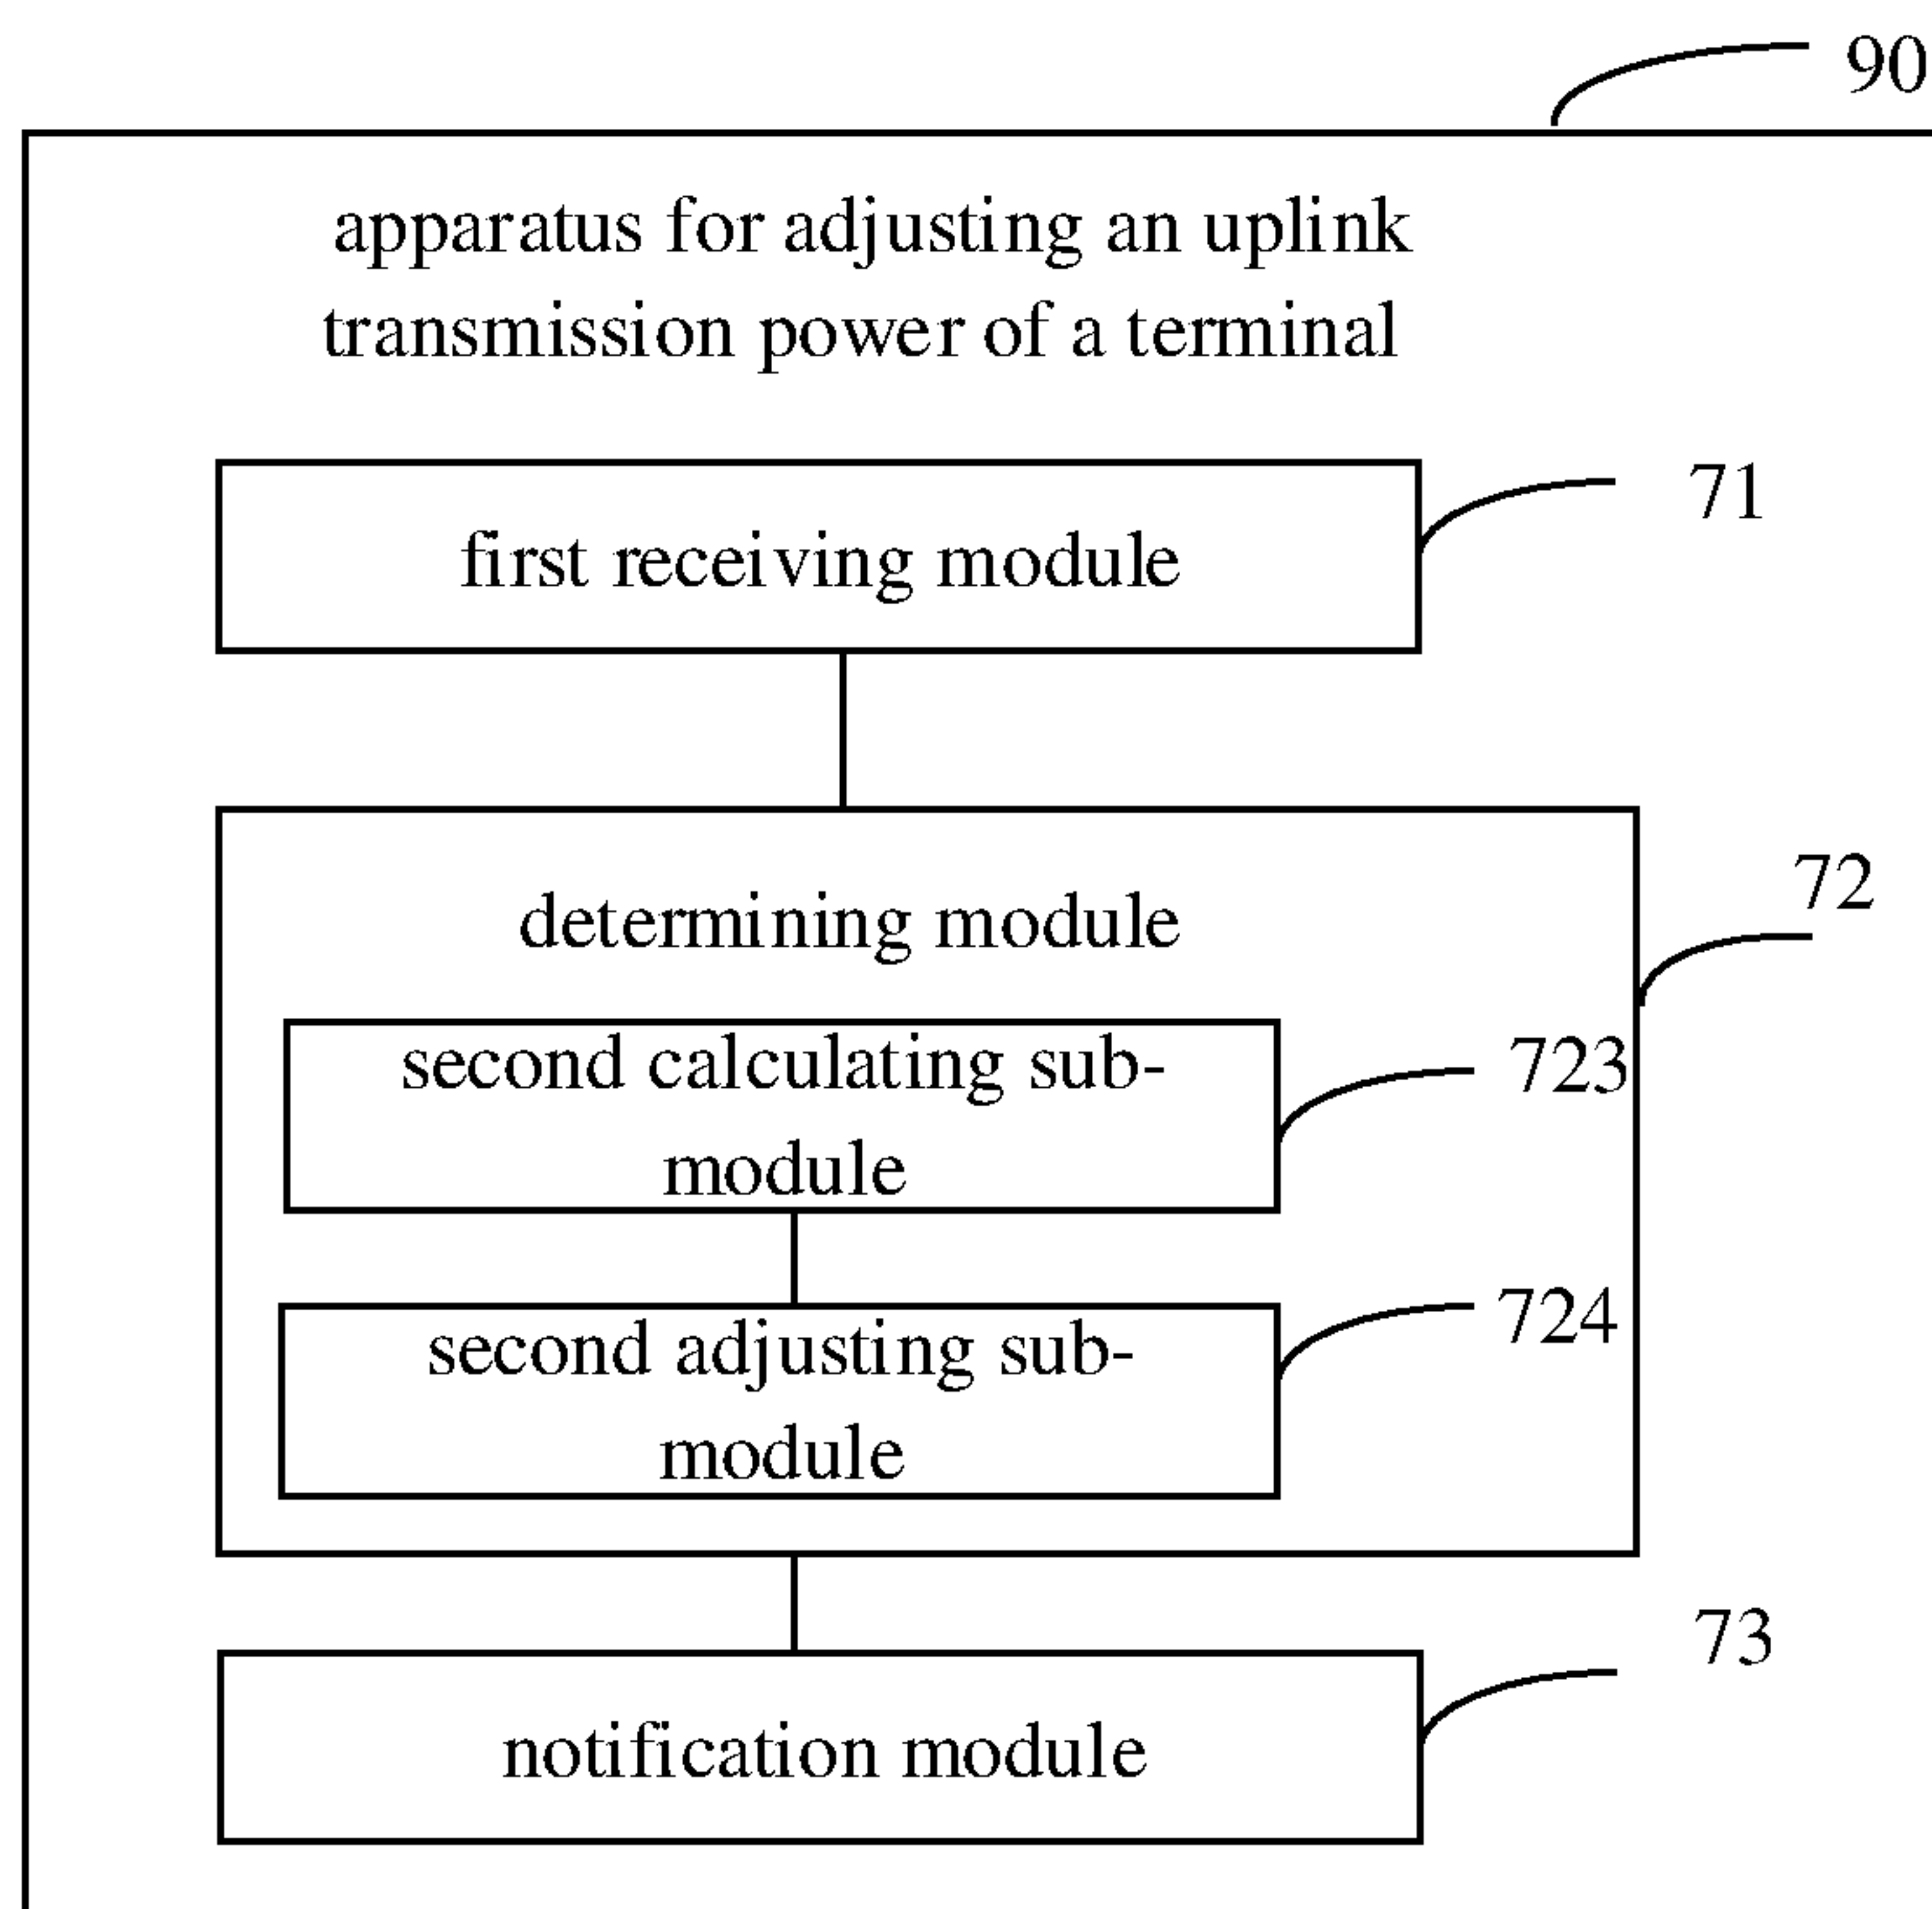 90
apparatus for adjusting an uplink
transmission power of a terminal
71
first receiving module
72
determining module
second calculating sub-
module
723
second adjusting sub-
module
724
73
notification module